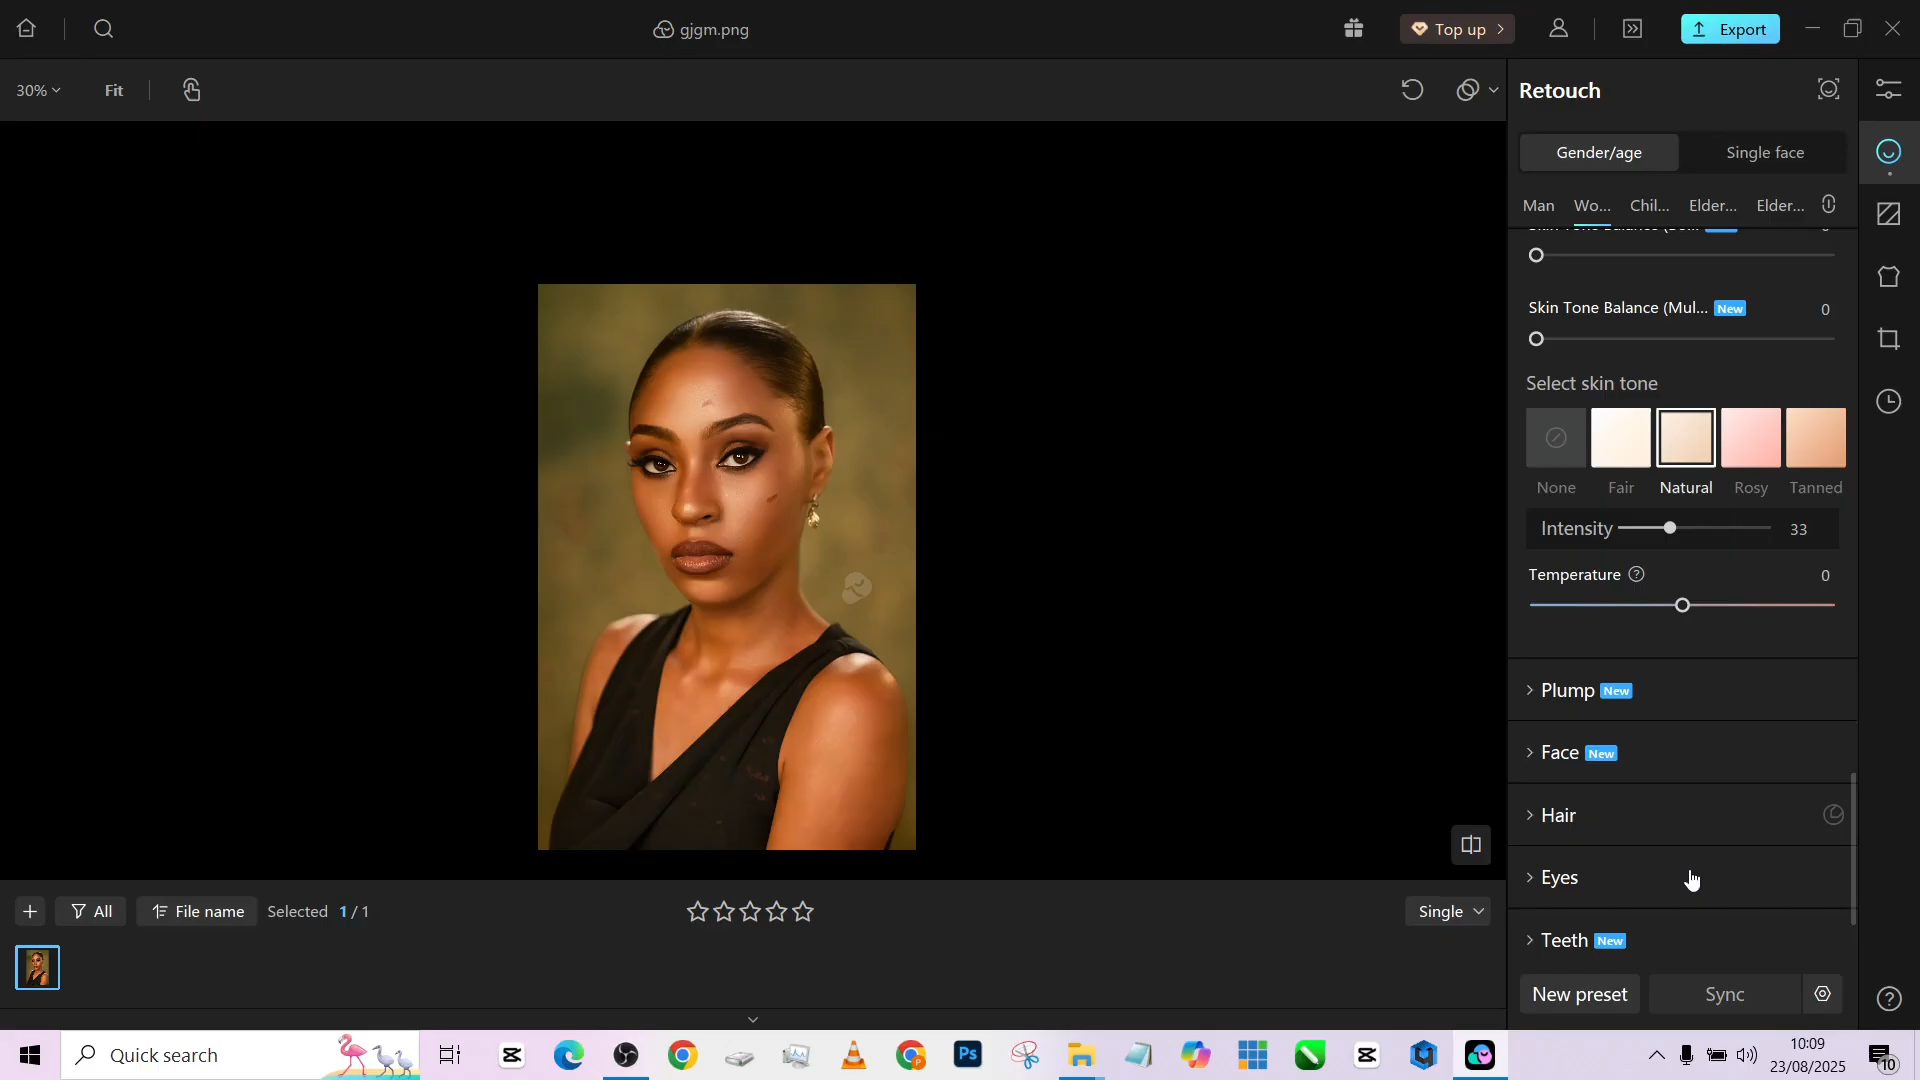 gjgm.png
Top up
Export
30%
Fit
Retouch
Gender/age
Single face
Man
Wo...
Chil...
Elder...
Elder...
Skin Tone Balance (Mul... New
0
Select skin tone
None
Fair
Natural
Rosy
Tanned
Intensity
33
Temperature
0
Plump New
Face New
Hair
Eyes
Teeth New
All
File name
Selected 1/1
Single
New preset
Sync
Quick search
Ps
10:09
23/08/2025
10